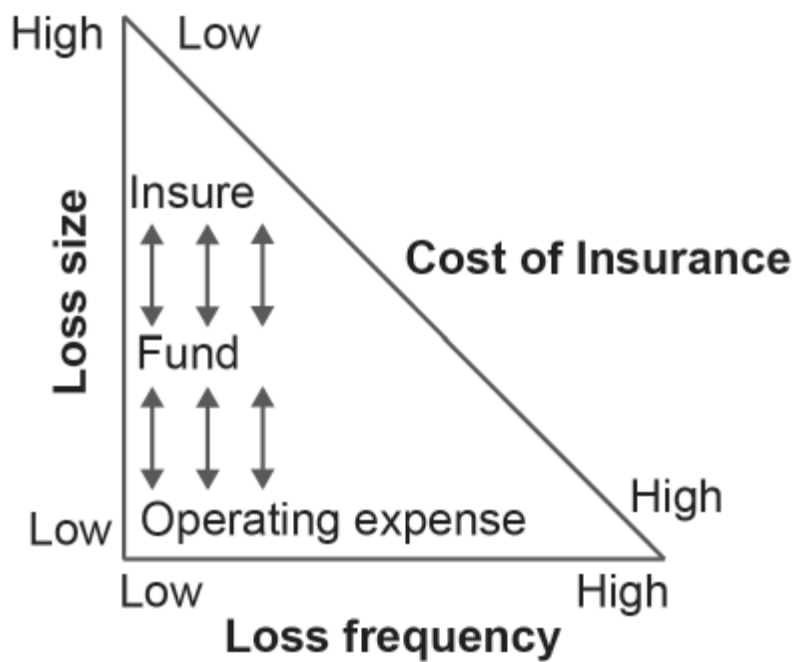 High
Low
Insure
Loss size
Cost of Insurance
Fund
High
Low
Operating expense
Low
High
Loss frequency